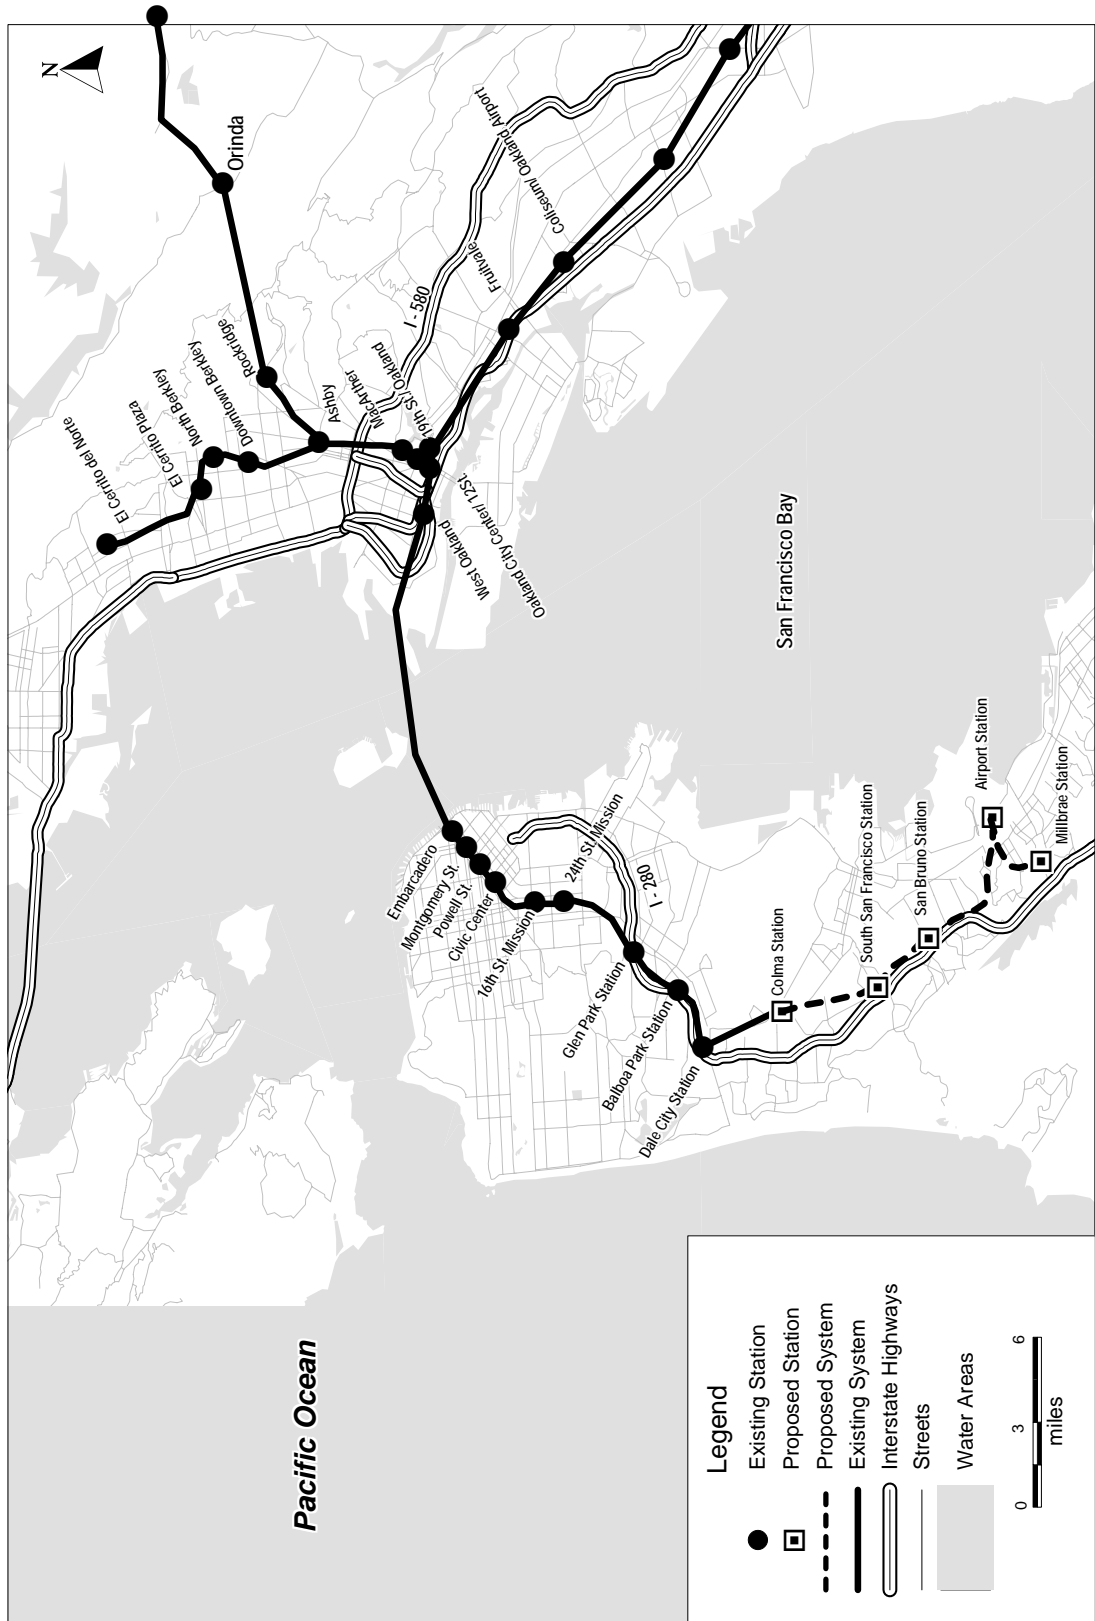 N
Orinda
El Cerrito del Norte
El Cerrito Plaza
North Berkley
Downtown Berkley
Rockridge
Ashby
MacArther
19th St./ Oakland
I - 580
Fruitvale
Coliseum/ Oakland Airport
West Oakland
Oakland City Center/ 12St.
San Francisco Bay
Embarcadero
Montgomery St.
Powell St.
Civic Center
16th St. Mission
24th St. Mission
I - 280
Glen Park Station
Balboa Park Station
Dale City Station
Colma Station
South San Francisco Station
San Bruno Station
Airport Station
Millbrae Station
Pacific Ocean
Legend
Existing Station
Proposed Station
Proposed System
Existing System
Interstate Highways
Streets
Water Areas
0 3 6
miles